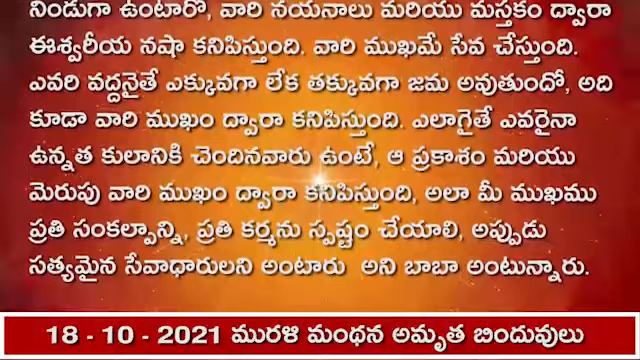 నిండుగా ఉంటారో, వారి నయనాలు మరియు మస్తకం ద్వారా
ఈశ్వరీయ నషా కనిపిస్తుంది. వారి ముఖమే సేవ చేస్తుంది.
ఎవరి వద్దనైతే ఎక్కువగా లేక తక్కువగా జమ అవుతుందో, అది
కూడా వారి ముఖం ద్వారా కనిపిస్తుంది. ఎలాగైతే ఎవరైనా
ఉన్నత కులానికి చెందినవారు ఉంటే, ఆ ప్రకాశం మరియు
మెరుపు వారి ముఖం ద్వారా కనిపిస్తుంది, అలా మీ ముఖము
ప్రతి సంకల్పాన్ని, ప్రతి కర్మను స్పష్టం చేయాలి, అప్పుడు
సత్యమైన సేవాధారులని అంటారు అని బాబా అంటున్నారు.
18 - 10 - 2021 మురళి మంథన అమృత బిందువులు